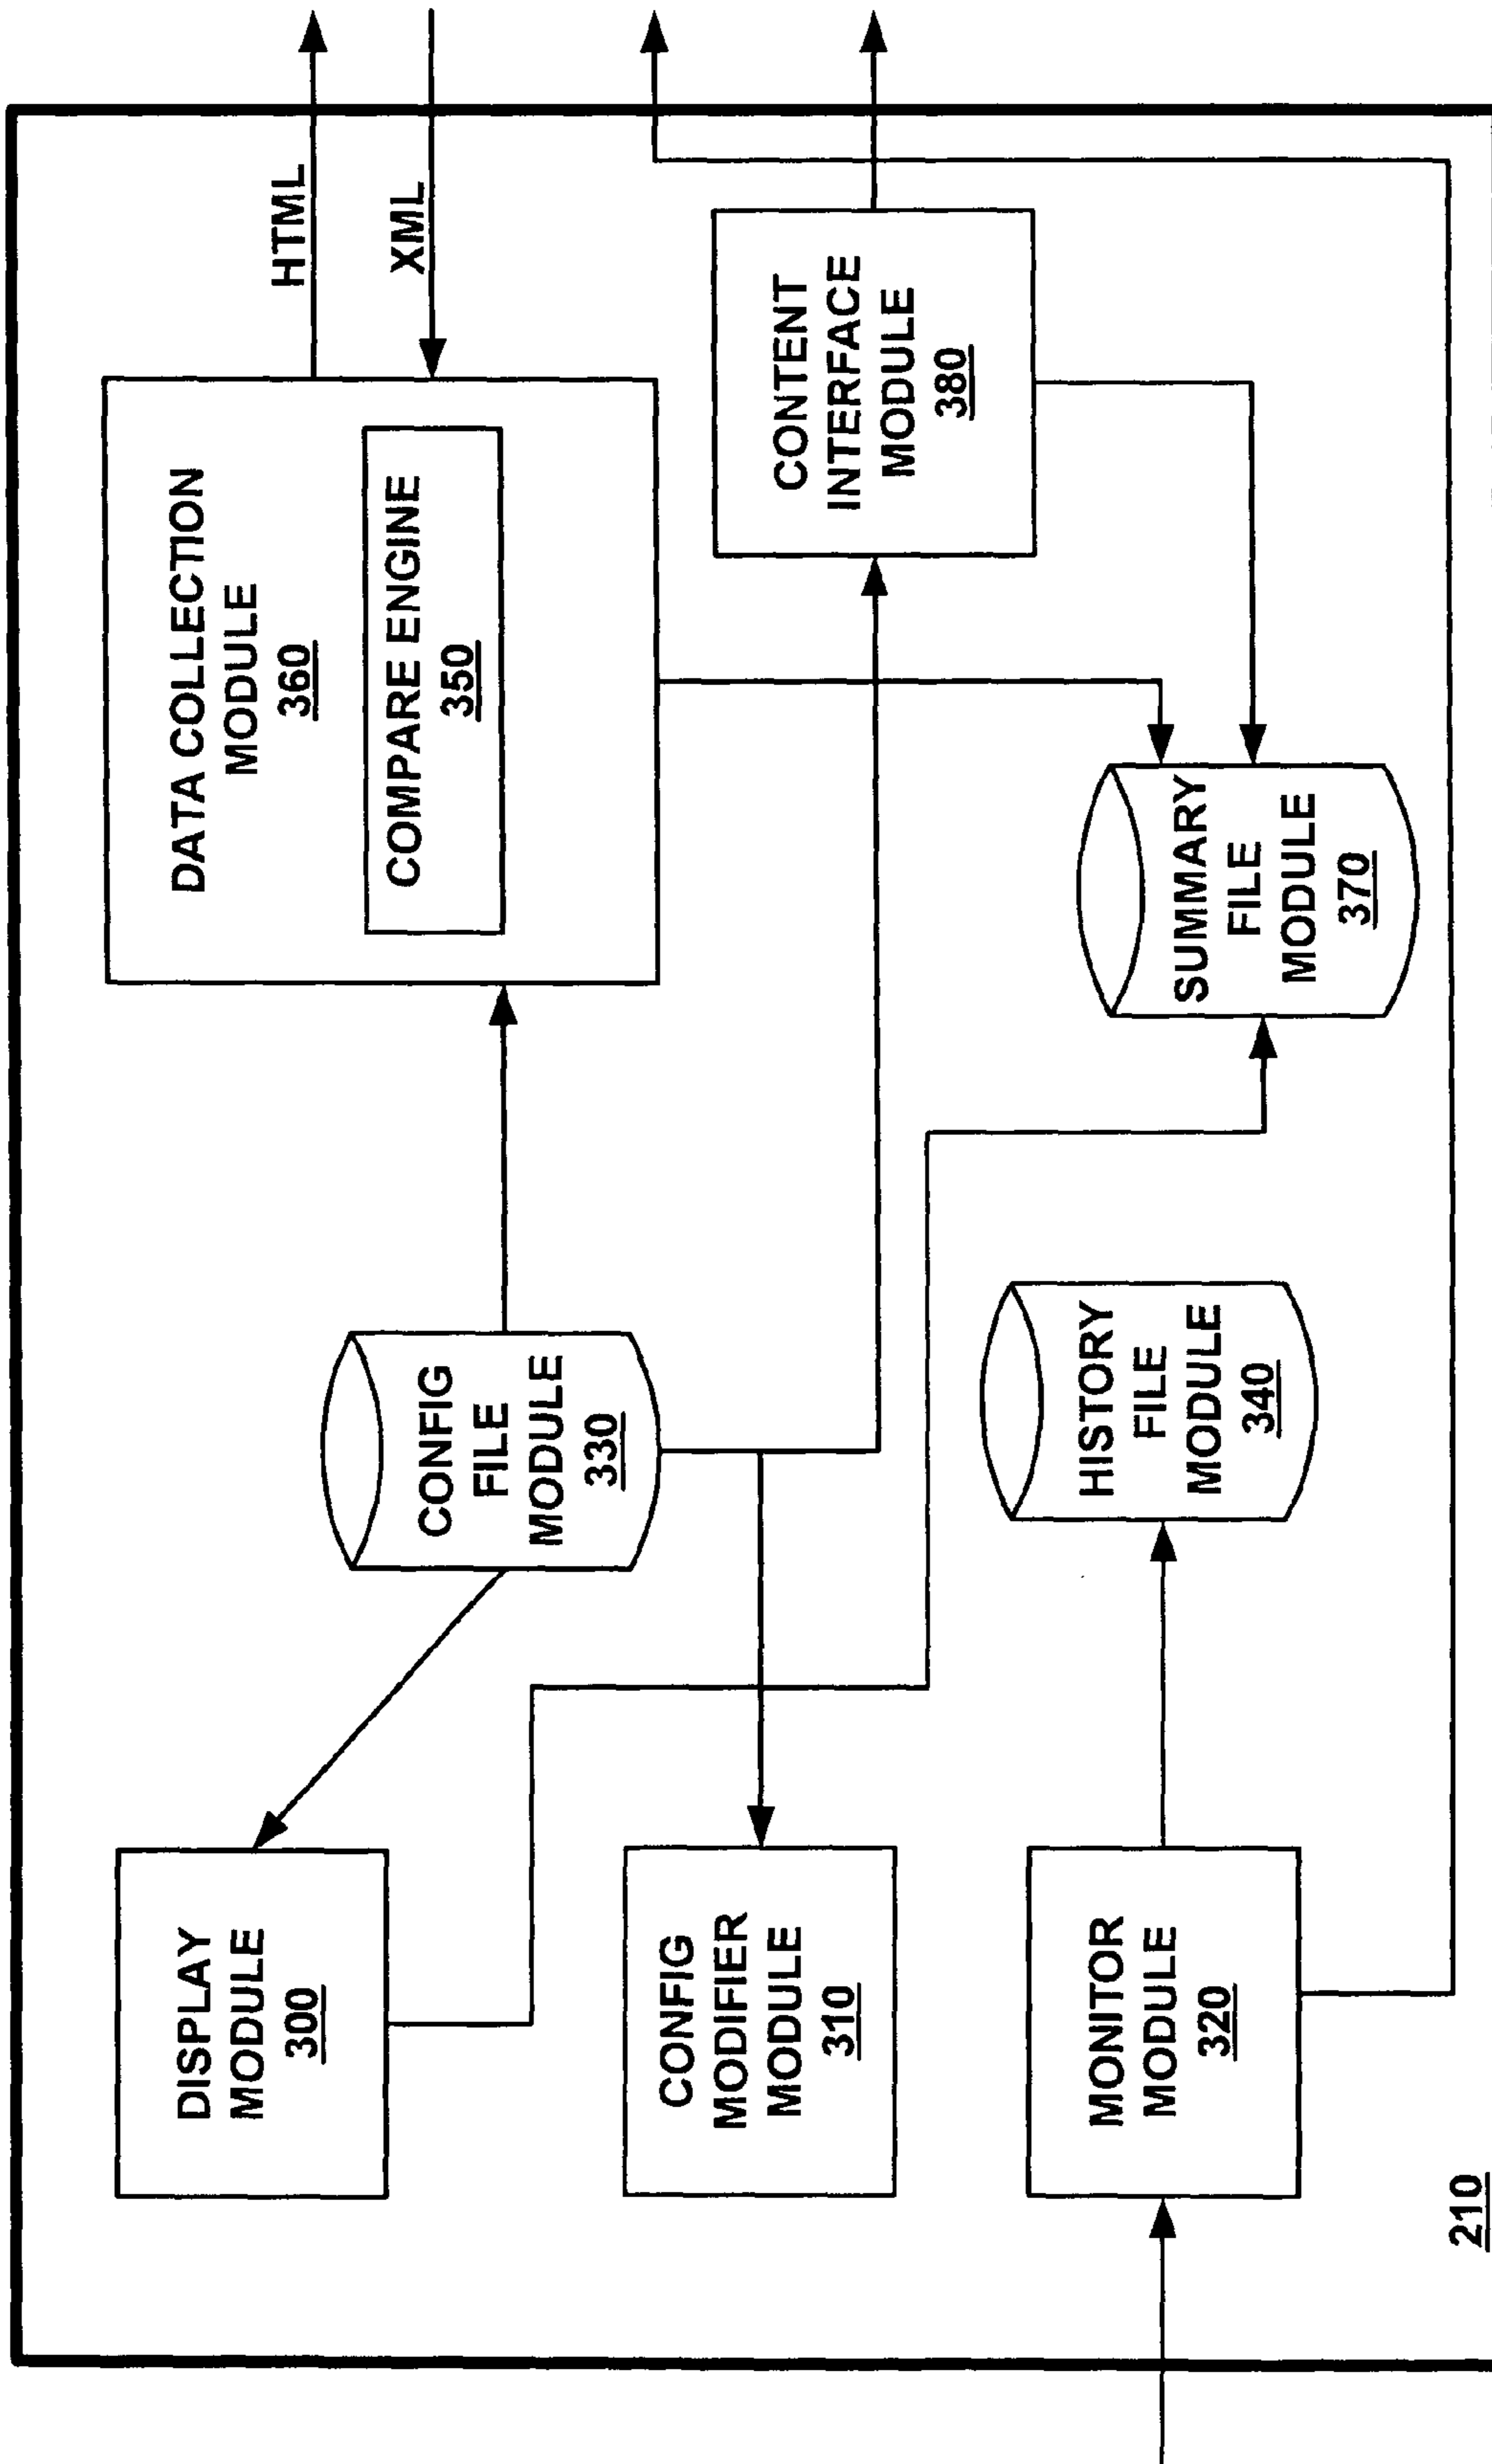 DISPLAY
MODULE
300
CONFIG
MODIFIER
MODULE
310
MONITOR
MODULE
320
CONFIG
FILE
MODULE
330
HISTORY
FILE
MODULE
340
DATA COLLECTION
MODULE
360
COMPARE ENGINE
350
SUMMARY
FILE
MODULE
370
CONTENT
INTERFACE
MODULE
380
HTML
XML
210